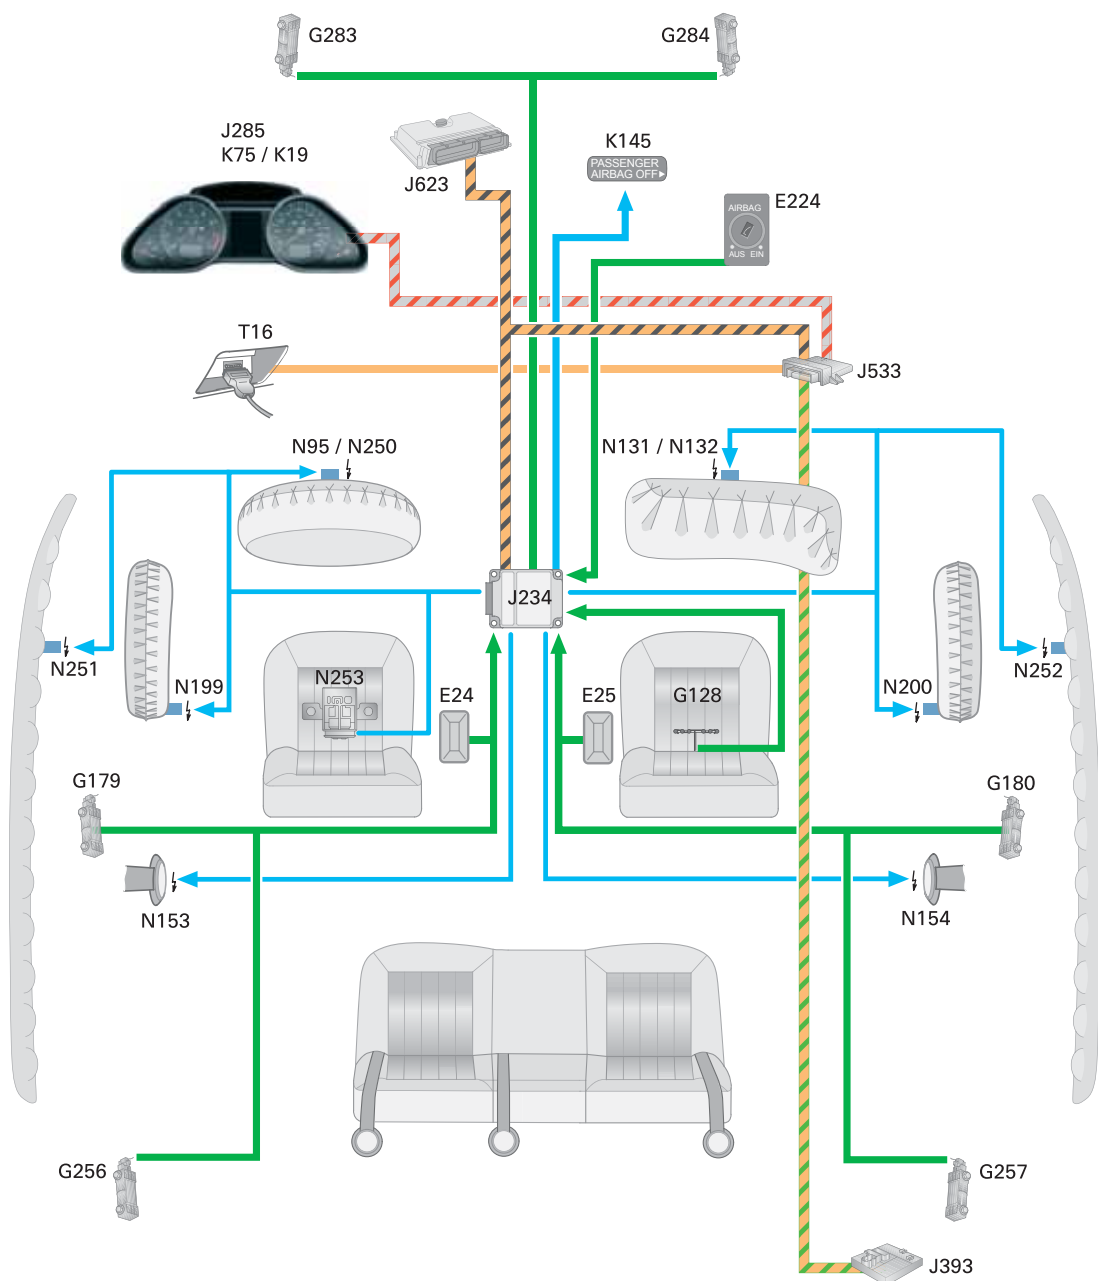 G283
G284
J285
K75 / K19
J623
K145
PASSENGER
AIRBAG OFF
E224
AIRBAG
AUS EIN
T16
J533
N95 / N250
N131 / N132
J234
N251
N199
N253
E24
E25
G128
N200
N252
G179
G180
N153
N154
G256
G257
J393